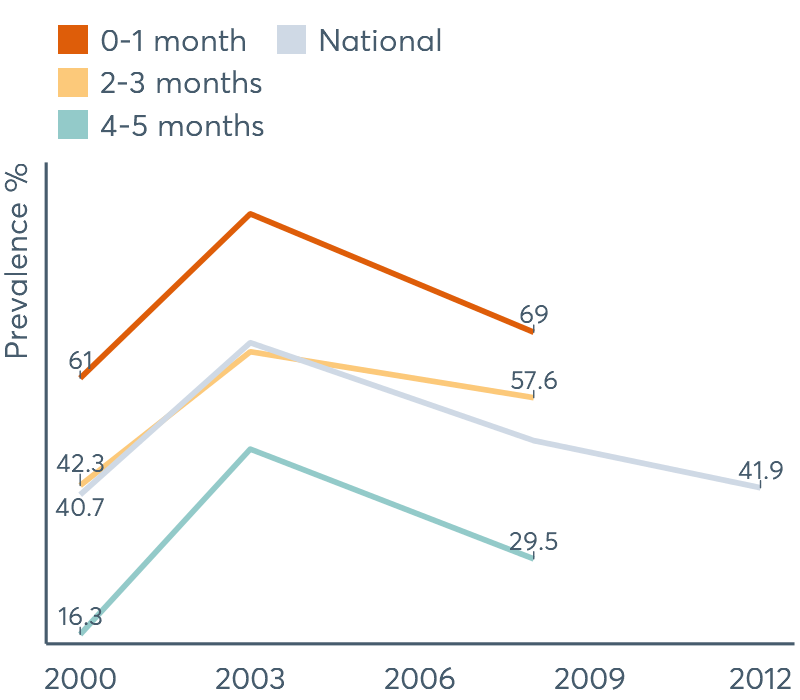 0-1 month
National
2-3 months
4-5 months
Prevalence %
69
61
57.6
42.3
41.9
40.7
29.5
16.3
2000
2003
2006
2009
2012